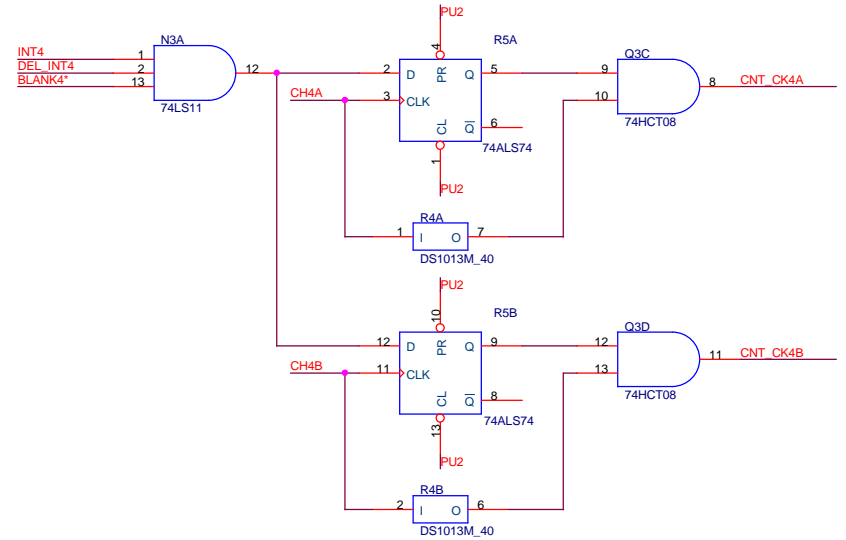 PU2
N3A
R5A
Q3C
4
INT4
1
DEL_INT4
2
12
BLANK4*
13
74LS11
2
D
PR
Q
5
9
8
CNT_CK4A
CH4A
3
CLK
10
CL
Q|
6
74HCT08
74ALS74
1
PU2
R4A
1
I
O
7
DS1013M_40
PU2
10
R5B
Q3D
12
D
PR
Q
9
12
11
CNT_CK4B
CH4B
11
CLK
13
CL
Q|
8
74HCT08
74ALS74
13
PU2
R4B
2
I
O
6
DS1013M_40